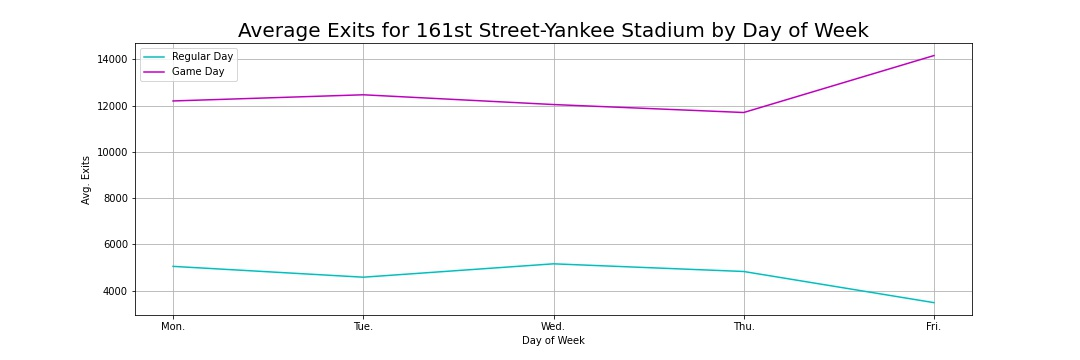 Average Exits for 161st Street-Yankee Stadium by Day of Week
Regular Day
Game Day
14000
12000
10000
8000
6000
4000
Avg. Exits
Mon. Tue. Wed. Thu. Fri.
Day of Week